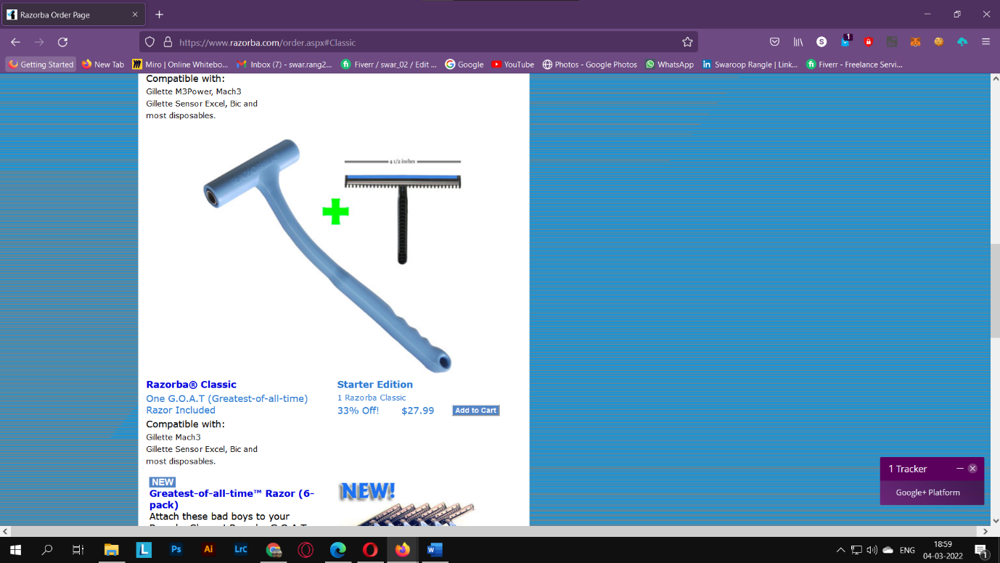 Razorba Order Page
https://www.razorba.com/order.aspx#Classic
S
1
Getting Started
New Tab
Miro | Online Whitebo...
Inbox (7) - swar.rang2...
Fiverr / swar_02 / Edit ...
Google
YouTube
Photos - Google Photos
WhatsApp
Swaroop Rangle | Link...
Fiverr - Freelance Servi...
Compatible with:
Gillette M3Power, Mach3
Gillette Sensor Excel, Bic and
most disposables.
4 1/2 inches
Razorba® Classic
One G.O.A.T (Greatest-of-all-time)
Razor Included
Compatible with:
Gillette Mach3
Gillette Sensor Excel, Bic and
most disposables.
Starter Edition
1 Razorba Classic
33% Off! $27.99 Add to Cart
NEW
Greatest-of-all-time™ Razor (6-
pack)
Attach these bad boys to your
NEW!
1 Tracker
Google+ Platform
L
Ps
Ai
Lrc
ENG
18:59
04-03-2022
1